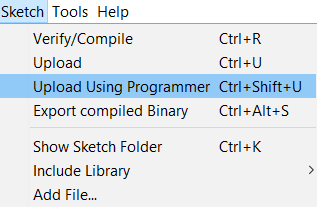 Sketch Tools Help
Verify/Compile Ctrl+R
Upload Ctrl+U
Upload Using Programmer Ctrl+Shift+U
Export compiled Binary Ctrl+Alt+S
Show Sketch Folder Ctrl+K
Include Library
Add File...